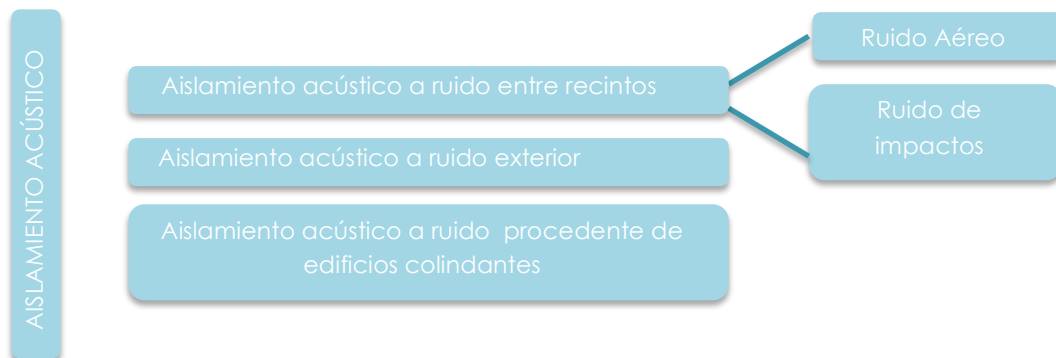 AISLAMIENTO ACÚSTICO
Aislamiento acústico a ruido entre recintos
Ruido Aéreo
Ruido de
impactos
Aislamiento acústico a ruido exterior
Aislamiento acústico a ruido procedente de
edificios colindantes